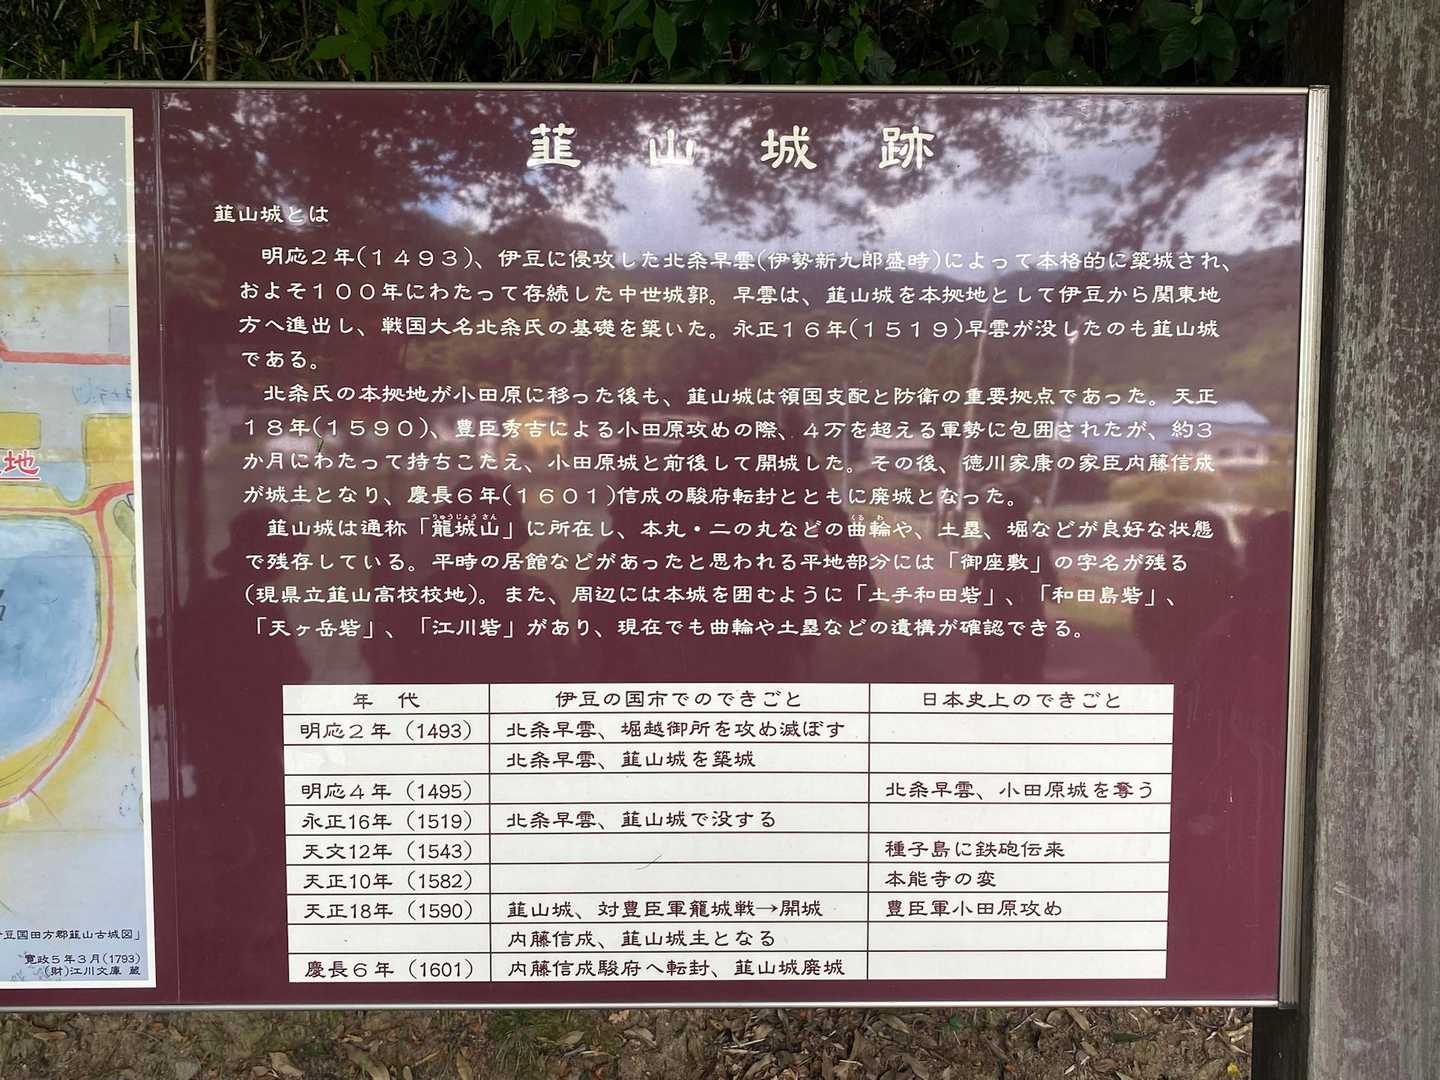 韮山城跡
韮山城とは
明応２年(１４９３)、伊豆に侵攻した北条早雲(伊勢新九郎盛時)によって本格的に築城され、
およそ１００年にわたって存続した中世城郭。早雲は、韮山城を本拠地として伊豆から関東地
方へ進出し、戦国大名北条氏の基礎を築いた。永正１６年(１５１９)早雲が没したのも韮山城
である。
北条氏の本拠地が小田原に移った後も、韮山城は領国支配と防衛の重要拠点であった。天正
１８年(１５９０)、豊臣秀吉による小田原攻めの際、４万を超える軍勢に包囲されたが、約３
か月にわたって持ちこたえ、小田原城と前後して開城した。その後、徳川家康の家臣内藤信成
が城主となり、慶長６年(１６０１)信成の駿府転封とともに廃城となった。
りゅうじょう さん くる わ
韮山城は通称「龍城山」に所在し、本丸・二の丸などの曲輪や、土塁、堀などが良好な状態
で残存している。平時の居館などがあったと思われる平地部分には「御座敷」の字名が残る
(現県立韮山高校校地)。また、周辺には本城を囲むように「土手和田砦」、「和田島砦」、
「天ヶ岳砦」、「江川砦」があり、現在でも曲輪や土塁などの遺構が確認できる。
年代 伊豆の国市でのできごと 日本史上のできごと
明応２年（1493） 北条早雲、堀越御所を攻め滅ぼす
北条早雲、韮山城を築城
明応４年（1495） 北条早雲、小田原城を奪う
永正16年（1519） 北条早雲、韮山城で没する
天文12年（1543） 種子島に鉄砲伝来
天正10年（1582） 本能寺の変
天正18年（1590） 韮山城、対豊臣軍籠城戦→開城 豊臣軍小田原攻め
内藤信成、韮山城主となる
慶長６年（1601） 内藤信成駿府へ転封、韮山城廃城
地
豆国田方郡韮山古城図」
寛政５年３月(1793)
(財)江川文庫 蔵